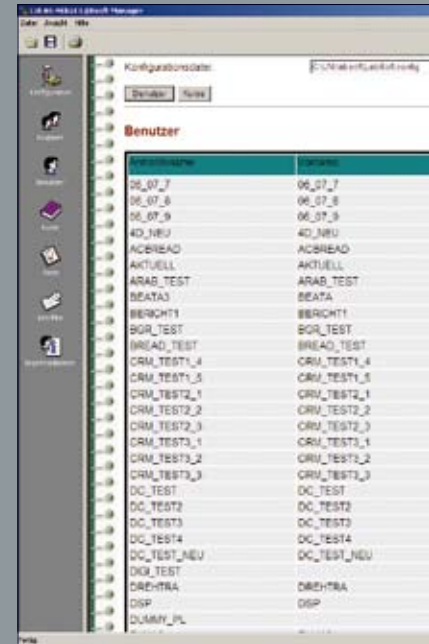 Datei Ansicht Hilfe
Konfigurationsdatei:
Benutzer Kurse
Benutzer
Anmeldename Vorname
06_07_7 06_07_7
06_07_8 06_07_8
06_07_9 06_07_9
4D_NEU 4D_NEU
ACBREAD ACBREAD
AKTUELL AKTUELL
ARAB_TEST ARAB_TEST
BEATA3 BEATA
BERICHT1 BERICHT1
BGR_TEST BGR_TEST
BREAD_TEST BREAD_TEST
CRM_TEST1_4 CRM_TEST1_4
CRM_TEST1_5 CRM_TEST1_5
CRM_TEST2_1 CRM_TEST2_1
CRM_TEST2_2 CRM_TEST2_2
CRM_TEST2_3 CRM_TEST2_3
CRM_TEST3_1 CRM_TEST3_1
CRM_TEST3_2 CRM_TEST3_2
CRM_TEST3_3 CRM_TEST3_3
DC_TEST DC_TEST
DC_TEST2 DC_TEST2
DC_TEST3 DC_TEST3
DC_TEST4 DC_TEST4
DC_TEST_NEU DC_TEST_NEU
DIGI_TEST
DREHTRA DREHTRA
DSP DSP
DUMMY_PL
Fertig